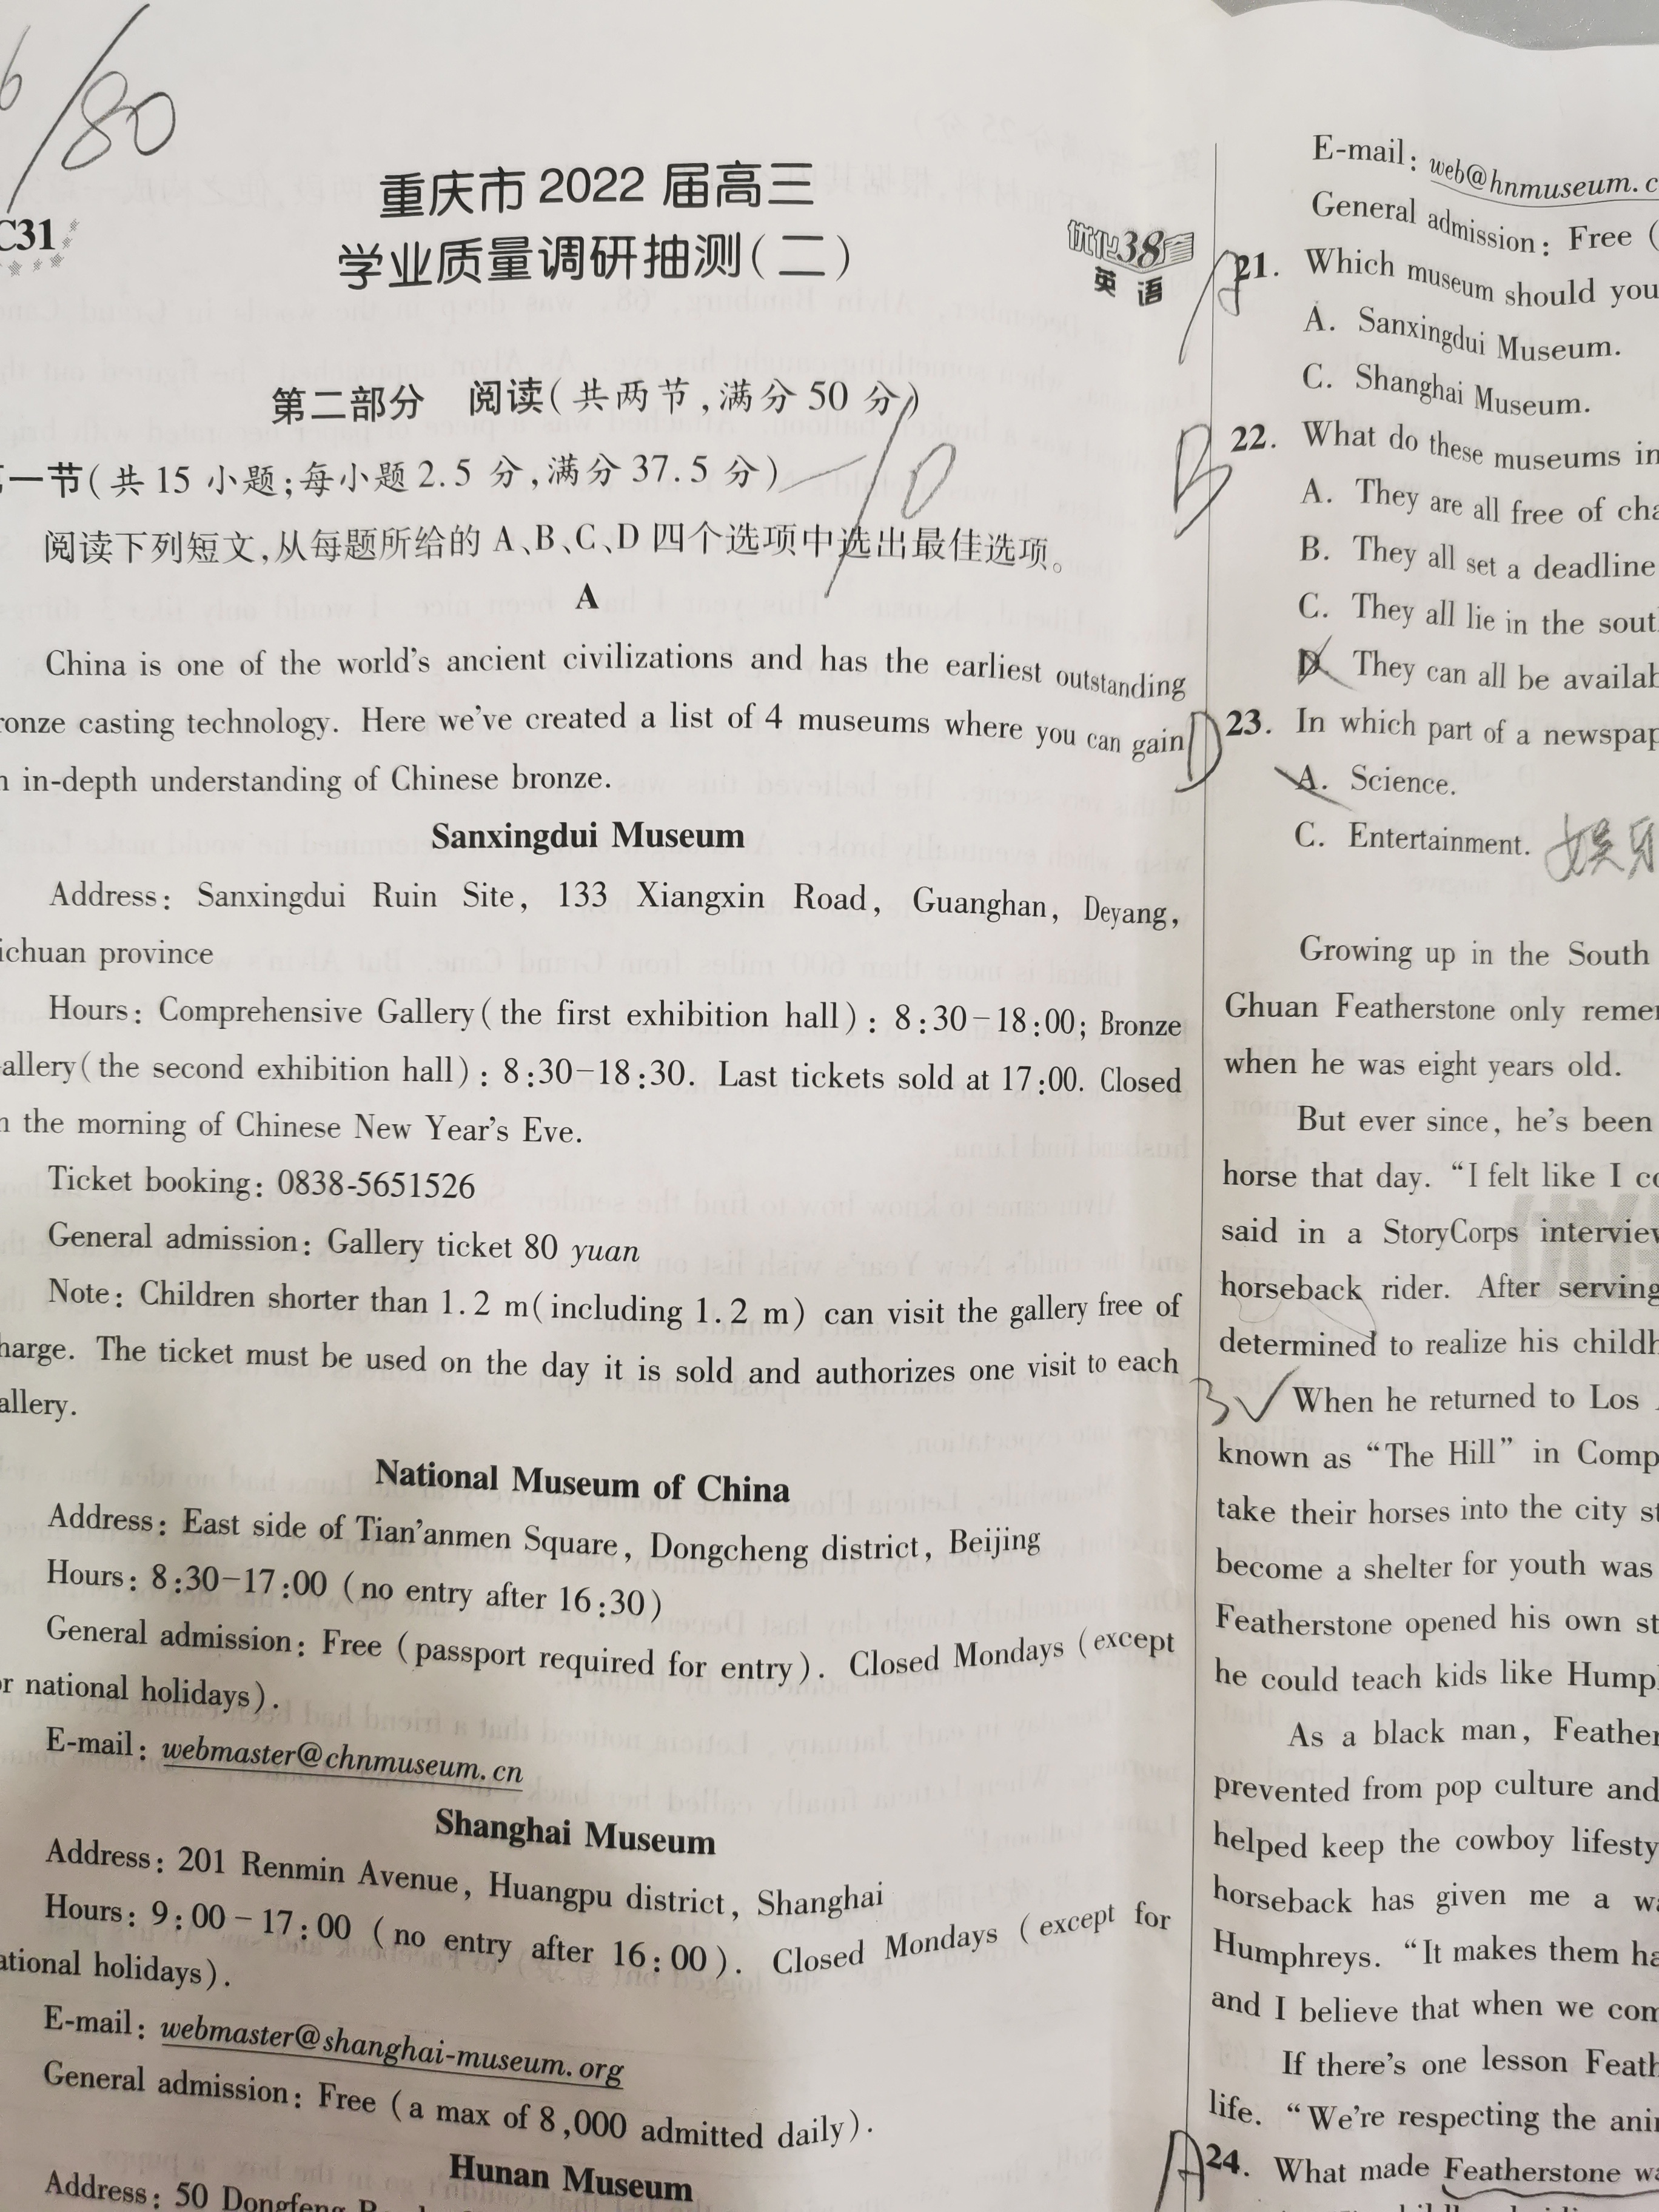 6/80
C31
重庆市 2022 届高三
学业质量调研抽测(二)
优化38
英 语
第二部分 阅读(共两节,满分50分)
一节(共15小题;每小题2.5分,满分37.5分) -10
阅读下列短文,从每题所给的A、B、C、D四个选项中选出最佳选项。
A
China is one of the world's ancient civilizations and has the earliest outstanding
ronze casting technology. Here we've created a list of 4 museums where you can gain
in-depth understanding of Chinese bronze.
Sanxingdui Museum
Address: Sanxingdui Ruin Site, 133 Xiangxin Road, Guanghan, Deyang,
ichuan province
Hours: Comprehensive Gallery(the first exhibition hall): 8:30-18:00; Bronze
allery(the second exhibition hall): 8:30-18:30. Last tickets sold at 17:00. Closed
the morning of Chinese New Year's Eve.
Ticket booking: 0838-5651526
General admission: Gallery ticket 80 yuan
Note: Children shorter than 1.2 m(including 1.2 m) can visit the gallery free of
harge. The ticket must be used on the day it is sold and authorizes one visit to each
allery.
National Museum of China
Address: East side of Tian'anmen Square, Dongcheng district, Beijing
Hours: 8:30-17:00 (no entry after 16:30)
General admission: Free (passport required for entry). Closed Mondays (except
r national holidays).
E-mail: webmaster@chnmuseum.cn
Shanghai Museum
Address: 201 Renmin Avenue, Huangpu district, Shanghai
Hours: 9:00-17:00 (no entry after 16:00). Closed Mondays (except for
ational holidays).
E-mail: webmaster@shanghai-museum.org
General admission: Free (a max of 8,000 admitted daily).
Hunan Museum
Address: 50 Dongfeng
E-mail: web@hnmuseum.c
General admission: Free (
21. Which museum should you
A. Sanxingdui Museum.
C. Shanghai Museum.
B 22. What do these museums in
A. They are all free of cha
B. They all set a deadline
C. They all lie in the sout
D. They can all be availab
D 23. In which part of a newspap
A. Science.
C. Entertainment. 娱乐
Growing up in the South
Ghuan Featherstone only reme
when he was eight years old.
But ever since, he's been
horse that day. "I felt like I co
said in a StoryCorps interview
horseback rider. After serving
determined to realize his childh
B √ When he returned to Los
known as "The Hill" in Comp
take their horses into the city st
become a shelter for youth was
Featherstone opened his own st
he could teach kids like Hump
As a black man, Feather
prevented from pop culture and
helped keep the cowboy lifesty
horseback has given me a wa
Humphreys. "It makes them ha
and I believe that when we com
If there's one lesson Feath
life. "We're respecting the ani
A 24. What made Featherstone wa